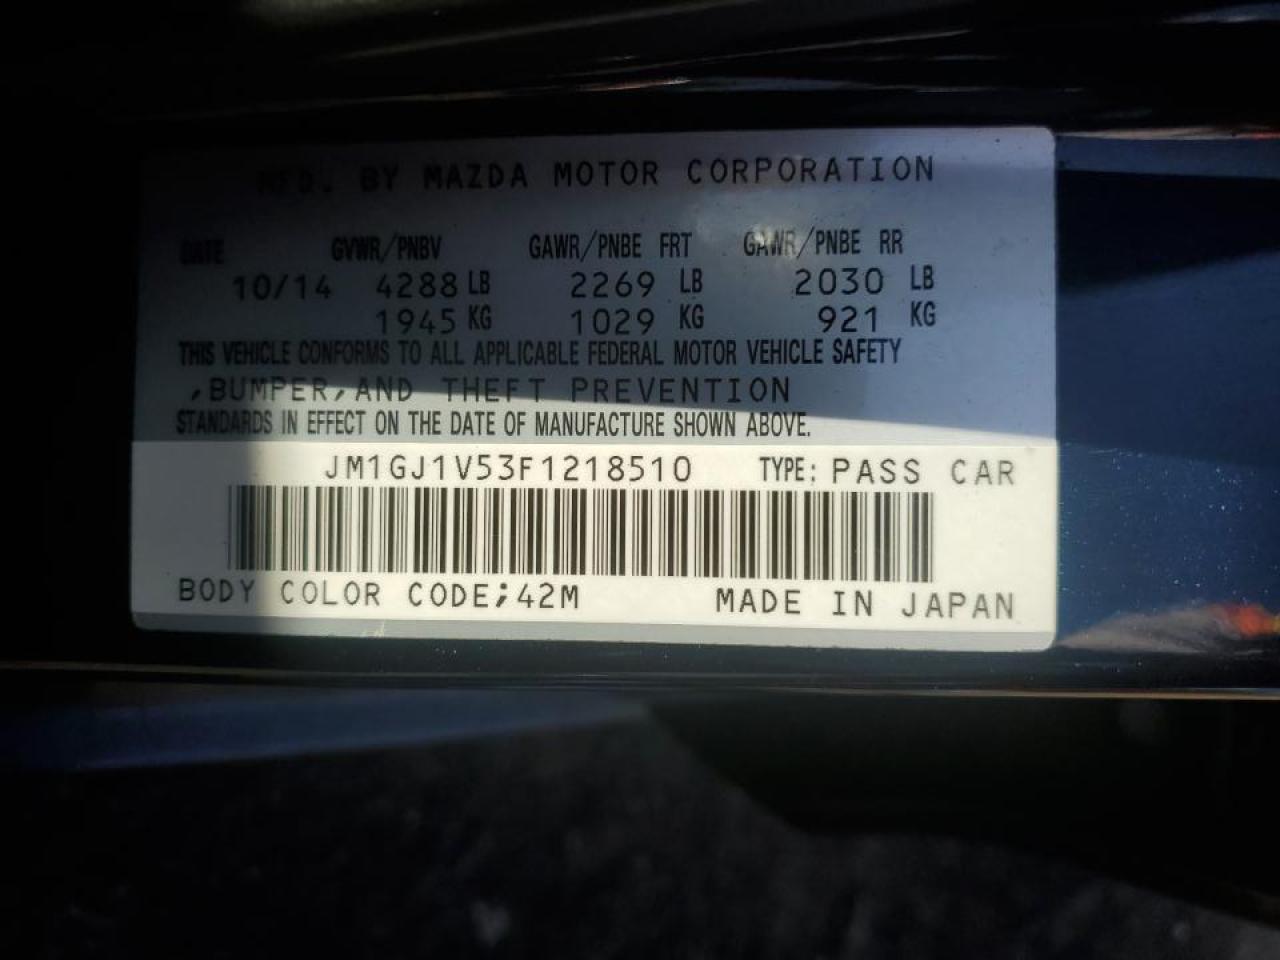 MFD. BY MAZDA MOTOR CORPORATION
DATE GVWR/PNBV GAWR/PNBE FRT GAWR/PNBE RR
10/14 4288 LB 2269 LB 2030 LB
1945 KG 1029 KG 921 KG
THIS VEHICLE CONFORMS TO ALL APPLICABLE FEDERAL MOTOR VEHICLE SAFETY
,BUMPER,AND THEFT PREVENTION
STANDARDS IN EFFECT ON THE DATE OF MANUFACTURE SHOWN ABOVE.
JM1GJ1V53F1218510 TYPE: PASS CAR
BODY COLOR CODE;42M MADE IN JAPAN